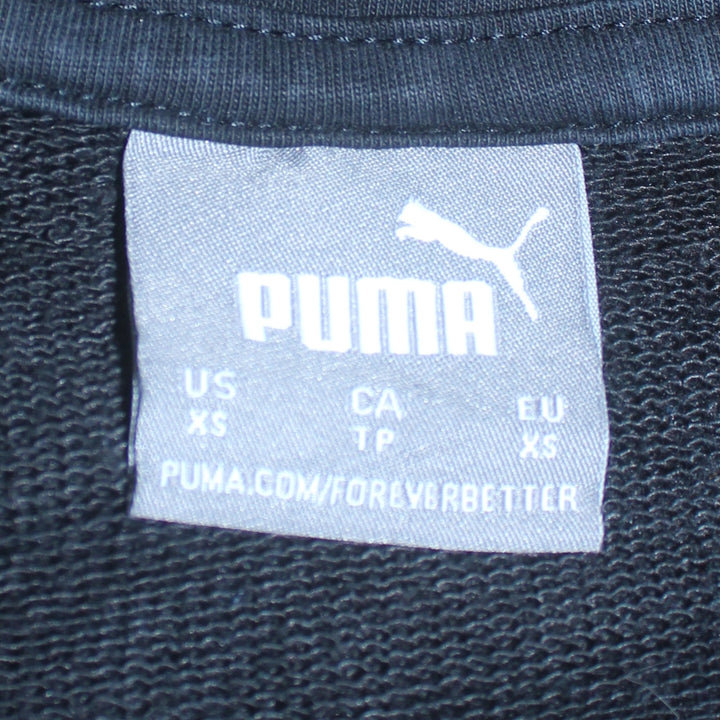 PUMA
US CA EU
XS TP XS
PUMA.COM/FOREVERBETTER